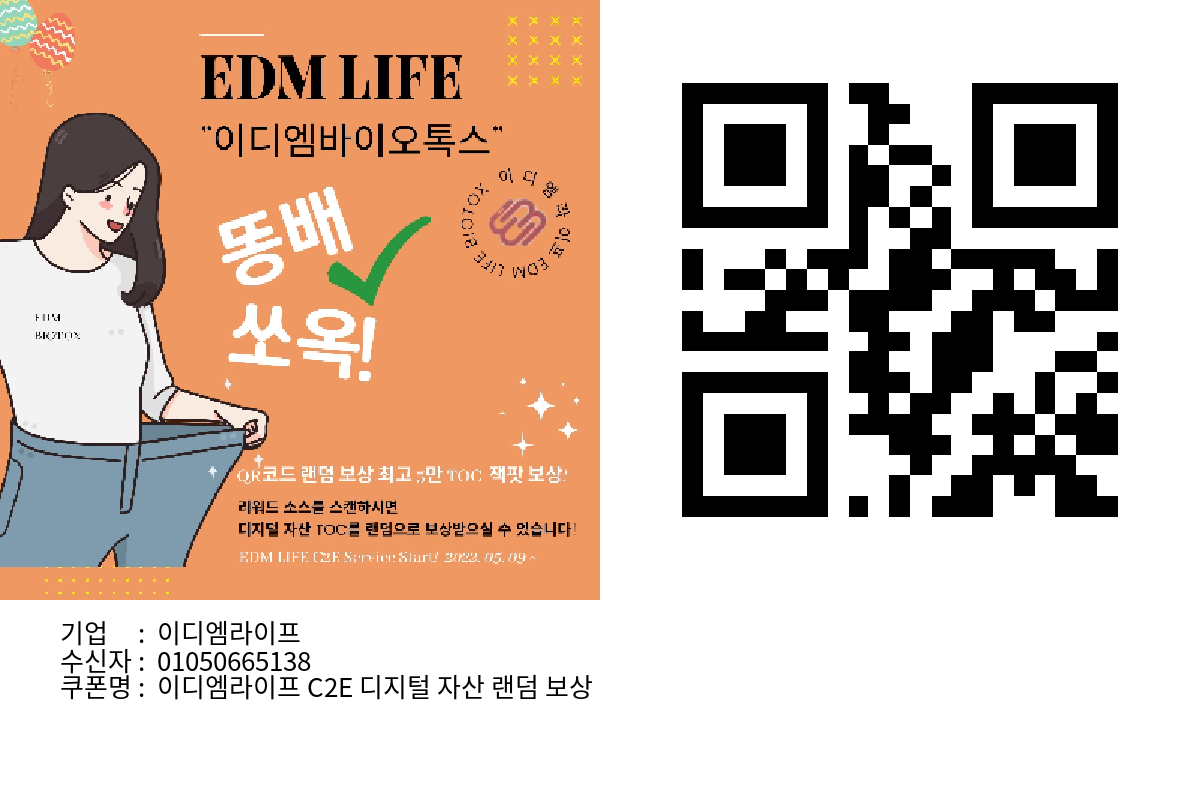 EDM LIFE
"이디엠바이오톡스"
이디엠라이프 EDM LIFE BIOTOX
똥배
쏘옥!
EDM
BIOTOX
QR코드 랜덤 보상 최고 5만 TOC 잭팟 보상!
리워드 소스를 스캔하시면
디지털 자산 TOC를 랜덤으로 보상받으실 수 있습니다!
EDM LIFE C2E Service Start! 2022. 05. 09 ~
기업 : 이디엠라이프
수신자 : 01050665138
쿠폰명 : 이디엠라이프 C2E 디지털 자산 랜덤 보상